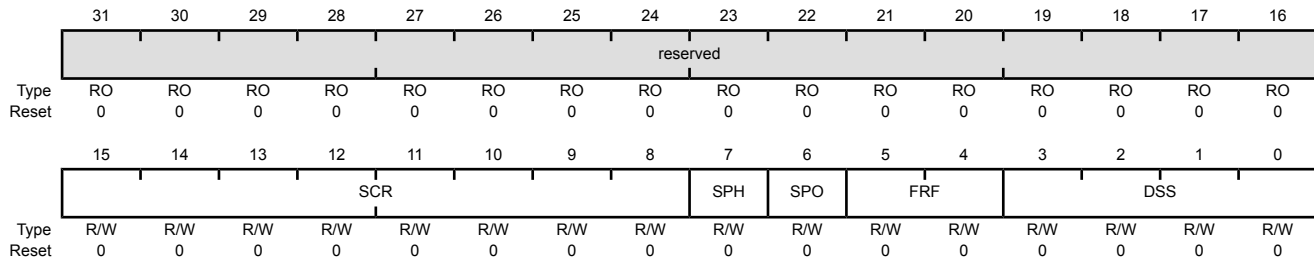 31 30 29 28 27 26 25 24 23 22 21 20 19 18 17 16
reserved
Type RO RO RO RO RO RO RO RO RO RO RO RO RO RO RO RO
Reset 0 0 0 0 0 0 0 0 0 0 0 0 0 0 0 0
15 14 13 12 11 10 9 8 7 6 5 4 3 2 1 0
SCR SPH SPO FRF DSS
Type R/W R/W R/W R/W R/W R/W R/W R/W R/W R/W R/W R/W R/W R/W R/W R/W
Reset 0 0 0 0 0 0 0 0 0 0 0 0 0 0 0 0